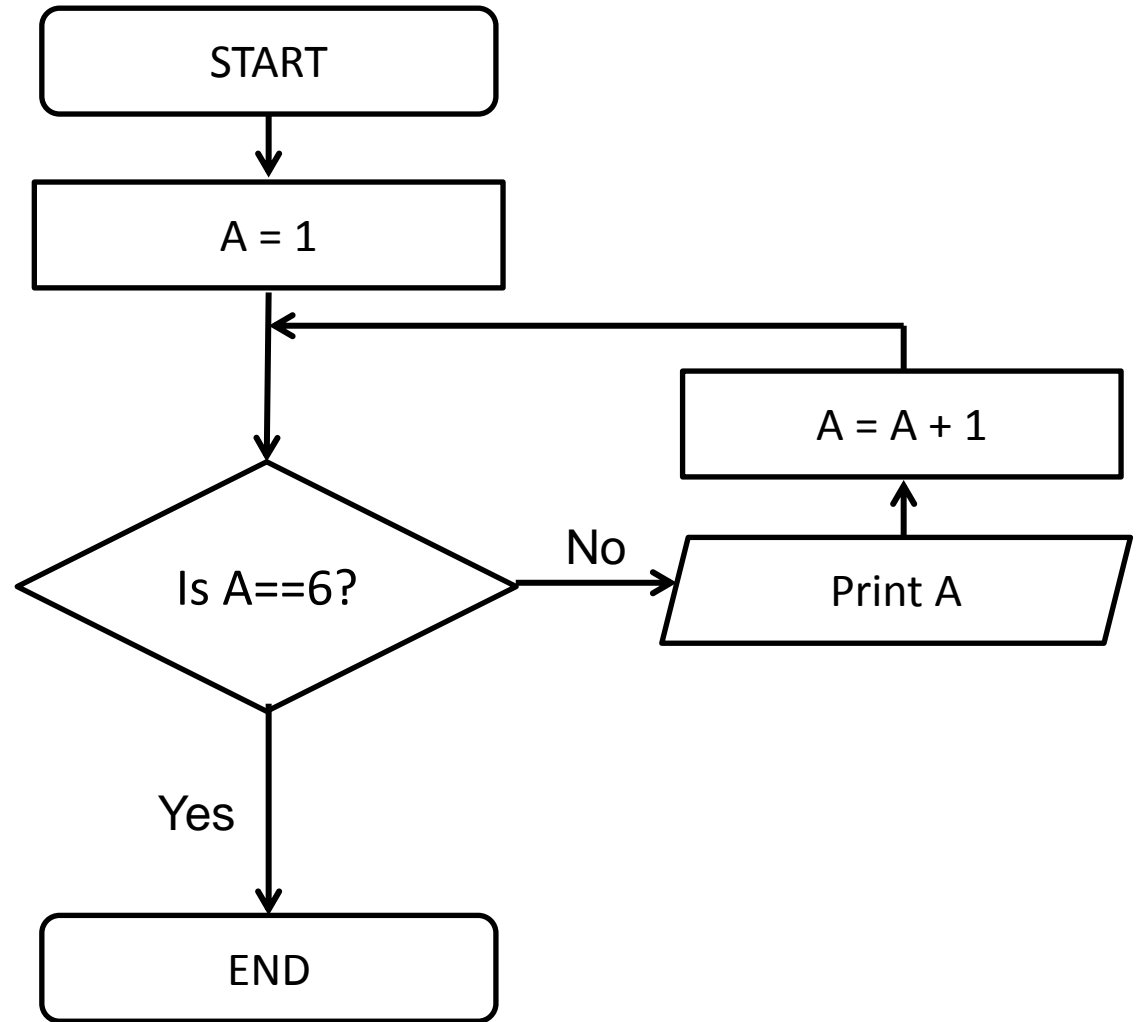 START
A = 1
A = A + 1
No
Is A==6?
Print A
Yes
END